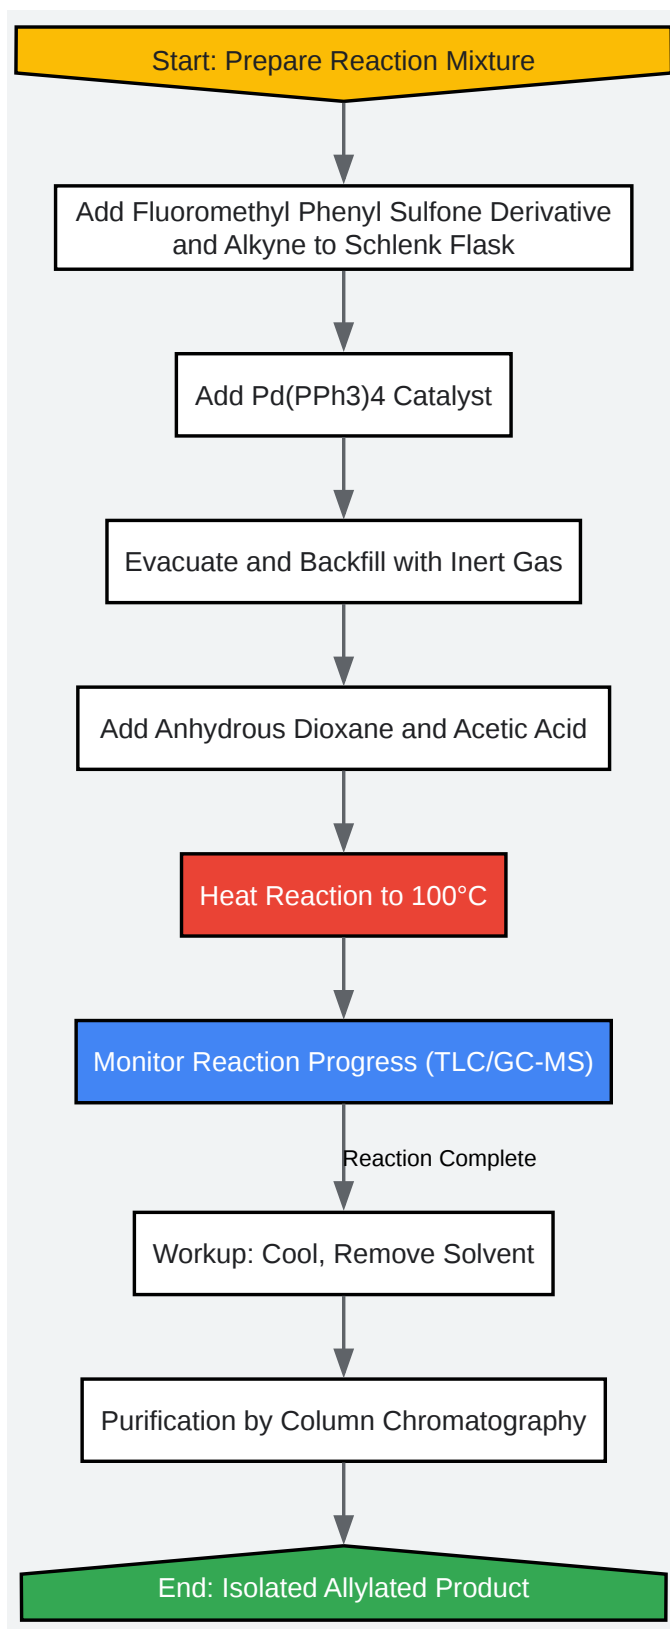 Start: Prepare Reaction Mixture
Add Fluoromethyl Phenyl Sulfone Derivative
and Alkyne to Schlenk Flask
Add Pd(PPh3)4 Catalyst
Evacuate and Backfill with Inert Gas
Add Anhydrous Dioxane and Acetic Acid
Heat Reaction to 100°C
Monitor Reaction Progress (TLC/GC-MS)
Reaction Complete
Workup: Cool, Remove Solvent
Purification by Column Chromatography
End: Isolated Allylated Product